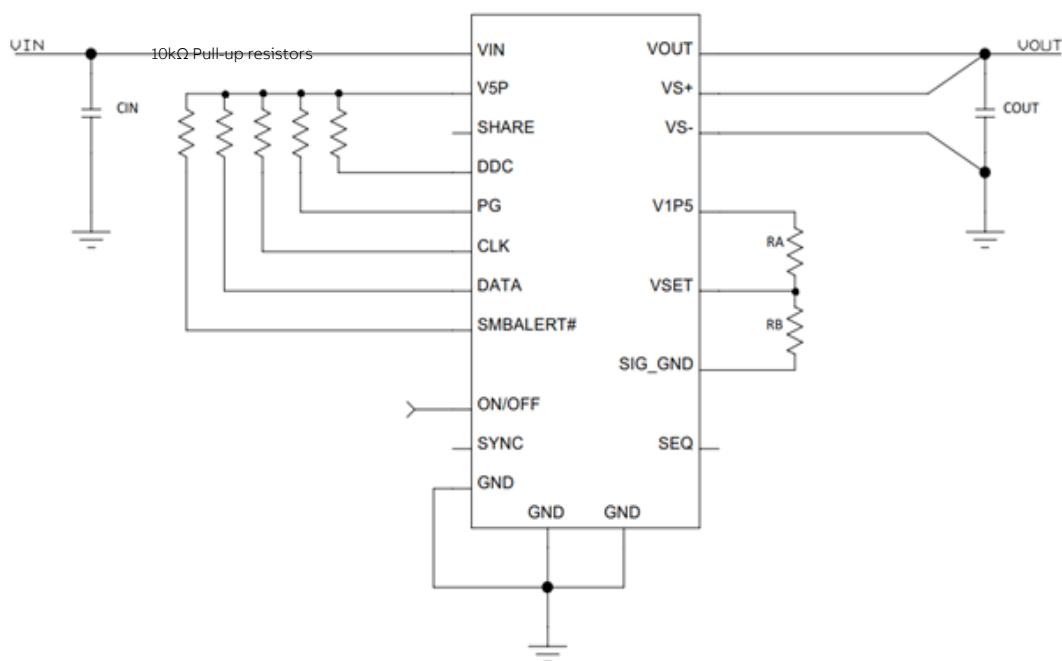 VIN
10kΩ Pull-up resistors
VIN
VOUT
VOUT
V5P
VS+
CIN
COUT
SHARE
VS-
DDC
PG
V1P5
RA
CLK
DATA
VSET
SMBALERT#
RB
SIG_GND
ON/OFF
SYNC
SEQ
GND
GND
GND